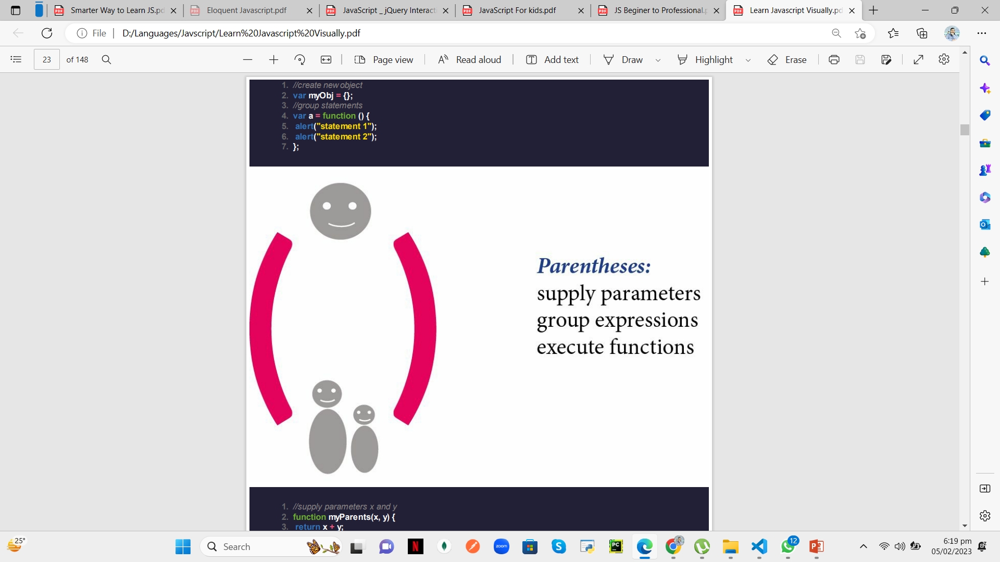 Smarter Way to Learn JS.pd
Eloquent Javascript.pdf
JavaScript _ jQuery Interact
JavaScript For kids.pdf
JS Beginer to Professional.p
Learn Javascript Visually.pd
File
D:/Languages/Javscript/Learn%20Javascript%20Visually.pdf
23 of 148
Page view
Read aloud
Add text
Draw
Highlight
Erase
1. //create new object
2. var myObj = {};
3. //group statements
4. var a = function () {
5. alert("statement 1");
6. alert("statement 2");
7. };
Parentheses:
supply parameters
group expressions
execute functions
1. //supply parameters x and y
2. function myParents(x, y) {
3. return x + y;
25°
Search
N
zoom
PC
12
6:19 pm
05/02/2023